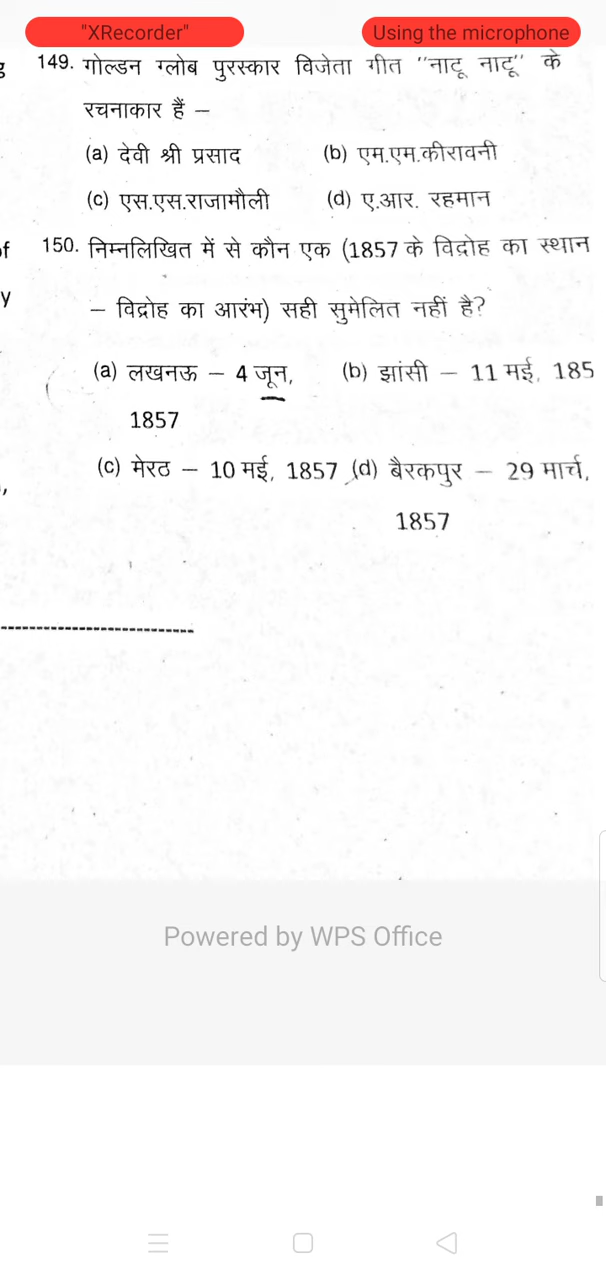 "XRecorder" Using the microphone
149. गोल्डन ग्लोब पुरस्कार विजेता गीत "नाटू नाटू" के
रचनाकार हैं –
(a) देवी श्री प्रसाद (b) एम.एम.कीरावनी
(c) एस.एस.राजामौली (d) ए.आर. रहमान
of 150. निम्नलिखित में से कौन एक (1857 के विद्रोह का स्थान
y – विद्रोह का आरंभ) सही सुमेलित नहीं है?
(a) लखनऊ – 4 जून, (b) झांसी – 11 मई, 185
1857
(c) मेरठ – 10 मई, 1857 (d) बैरकपुर – 29 मार्च,
1857
Powered by WPS Office